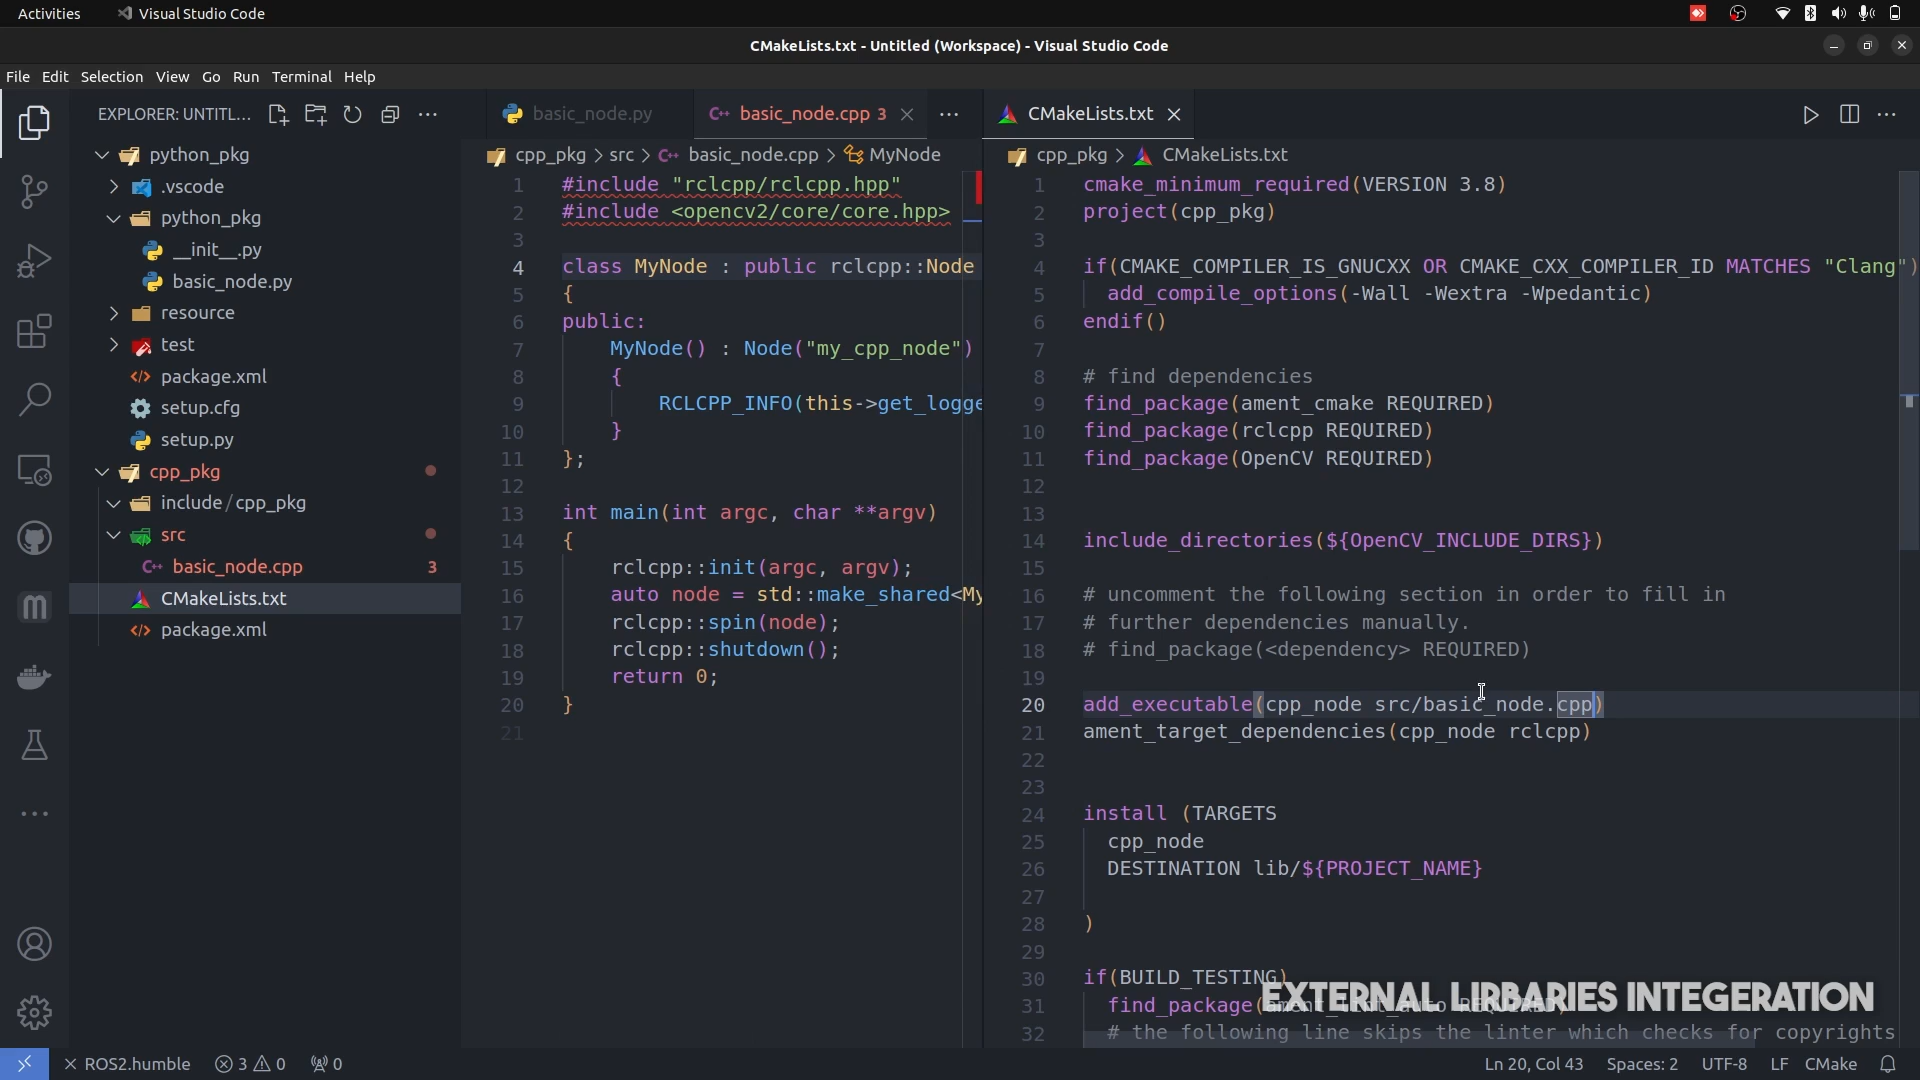 Activities Visual Studio Code
CMakeLists.txt - Untitled (Workspace) - Visual Studio Code
File Edit Selection View Go Run Terminal Help
EXPLORER: UNTITL...
python_pkg
.vscode
python_pkg
__init__.py
basic_node.py
resource
test
package.xml
setup.cfg
setup.py
cpp_pkg
include/cpp_pkg
src
basic_node.cpp 3
CMakeLists.txt
package.xml
basic_node.py basic_node.cpp 3
cpp_pkg > src > basic_node.cpp > MyNode
1 #include "rclcpp/rclcpp.hpp"
2 #include <opencv2/core/core.hpp>
3
4 class MyNode : public rclcpp::Node
5 {
6 public:
7 MyNode() : Node("my_cpp_node")
8 {
9 RCLCPP_INFO(this->get_logge
10 }
11 };
12
13 int main(int argc, char **argv)
14 {
15 rclcpp::init(argc, argv);
16 auto node = std::make_shared<My
17 rclcpp::spin(node);
18 rclcpp::shutdown();
19 return 0;
20 }
21
CMakeLists.txt
cpp_pkg > CMakeLists.txt
1 cmake_minimum_required(VERSION 3.8)
2 project(cpp_pkg)
3
4 if(CMAKE_COMPILER_IS_GNUCXX OR CMAKE_CXX_COMPILER_ID MATCHES "Clang")
5 add_compile_options(-Wall -Wextra -Wpedantic)
6 endif()
7
8 # find dependencies
9 find_package(ament_cmake REQUIRED)
10 find_package(rclcpp REQUIRED)
11 find_package(OpenCV REQUIRED)
12
13
14 include_directories(${OpenCV_INCLUDE_DIRS})
15
16 # uncomment the following section in order to fill in
17 # further dependencies manually.
18 # find_package(<dependency> REQUIRED)
19
20 add_executable(cpp_node src/basic_node.cpp)
21 ament_target_dependencies(cpp_node rclcpp)
22
23
24 install (TARGETS
25 cpp_node
26 DESTINATION lib/${PROJECT_NAME}
27
28 )
29
30 if(BUILD_TESTING)
31 find_package(ament_lint_auto REQUIRED)
32 # the following line skips the linter which checks for copyrights
EXTERNAL LIRBARIES INTEGERATION
ROS2.humble 3 0 0 Ln 20, Col 43 Spaces: 2 UTF-8 LF CMake